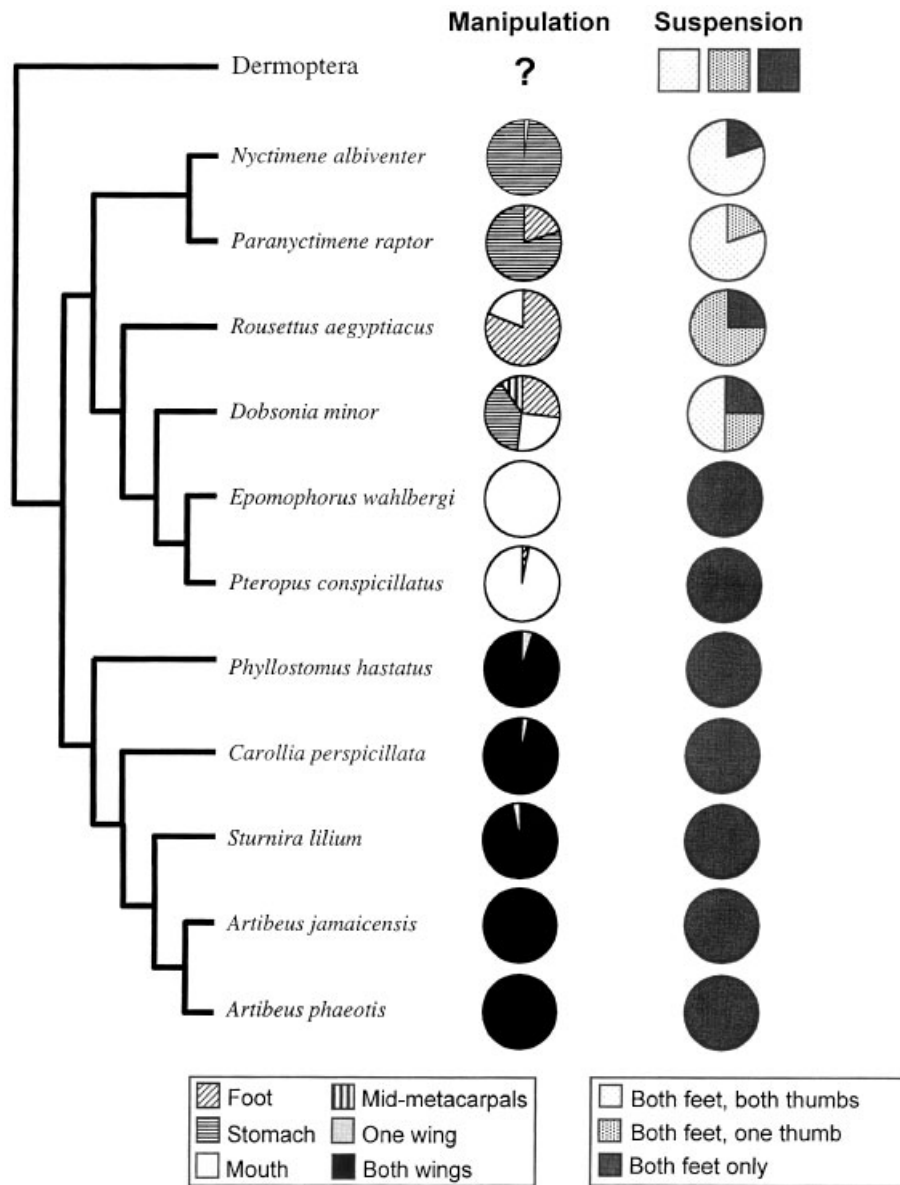 Manipulation Suspension
Dermoptera ?
Nyctimene albiventer
Paranyctimene raptor
Rousettus aegyptiacus
Dobsonia minor
Epomophorus wahlbergi
Pteropus conspicillatus
Phyllostomus hastatus
Carollia perspicillata
Sturnira lilium
Artibeus jamaicensis
Artibeus phaeotis
Foot Mid-metacarpals
Stomach One wing
Mouth Both wings
Both feet, both thumbs
Both feet, one thumb
Both feet only